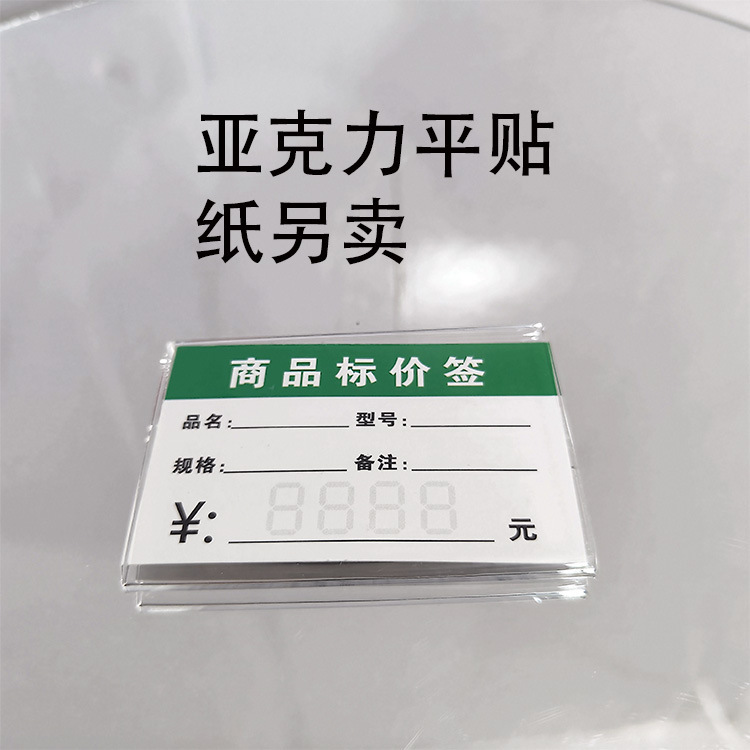 亚克力平贴
纸另卖
商品标价签
品名: 型号:
规格: 备注:
¥: 8888 元